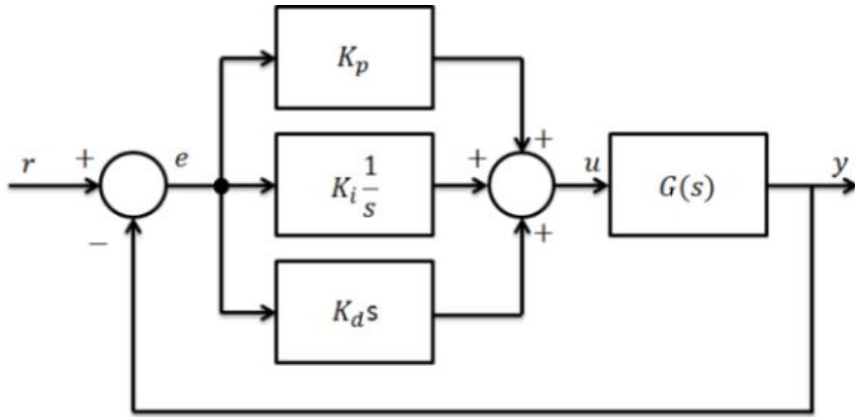 K_p
+
r + e + K_i 1/s u G(s) y
− +
K_d s